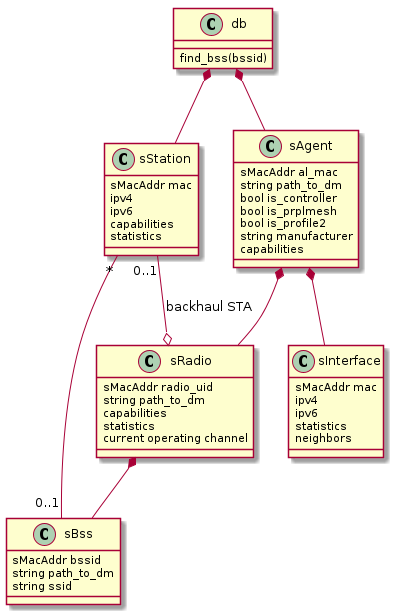 C db
find_bss(bssid)
C sStation
sMacAddr mac
ipv4
ipv6
capabilities
statistics
C sAgent
sMacAddr al_mac
string path_to_dm
bool is_controller
bool is_prplmesh
bool is_profile2
string manufacturer
capabilities
*
0..1
backhaul STA
C sRadio
sMacAddr radio_uid
string path_to_dm
capabilities
statistics
current operating channel
C sInterface
sMacAddr mac
ipv4
ipv6
statistics
neighbors
0..1
C sBss
sMacAddr bssid
string path_to_dm
string ssid